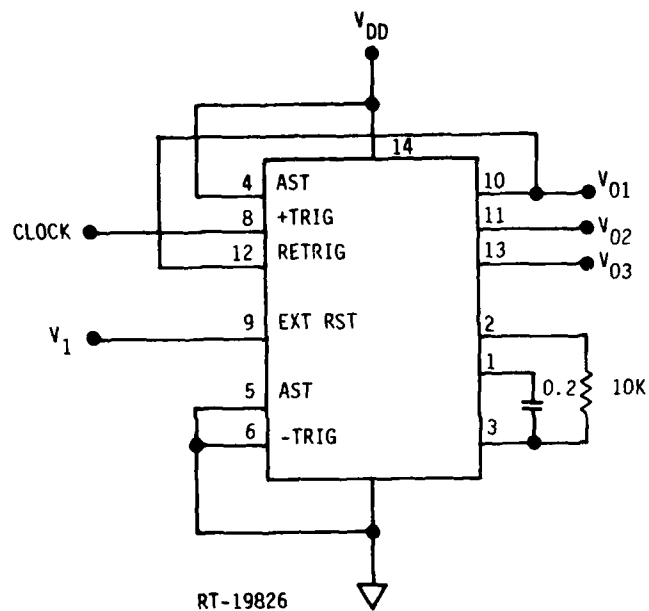 V_DD
14
4 AST
10 V_01
8 +TRIG
CLOCK
11 V_02
12 RETRIG
13 V_03
9 EXT RST
V_1
2
1
5 AST
0.2 10K
6 -TRIG
3
RT-19826